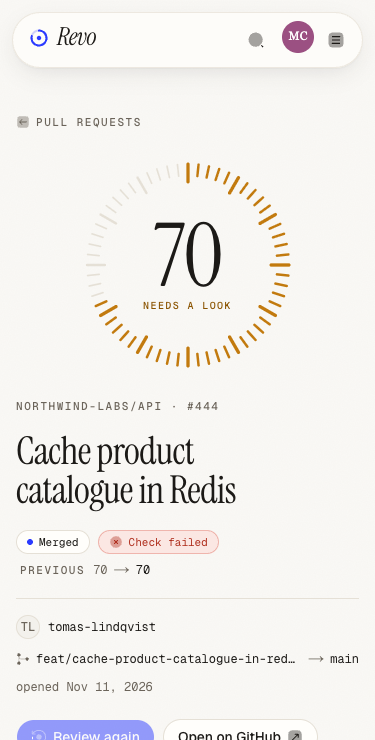 Revo
MC
PULL REQUESTS
70
NEEDS A LOOK
NORTHWIND-LABS/API · #444
Cache product
catalogue in Redis
Merged
Check failed
PREVIOUS 70 → 70
TL tomas-lindqvist
feat/cache-product-catalogue-in-red… → main
opened Nov 11, 2026
Review again
Open on GitHub